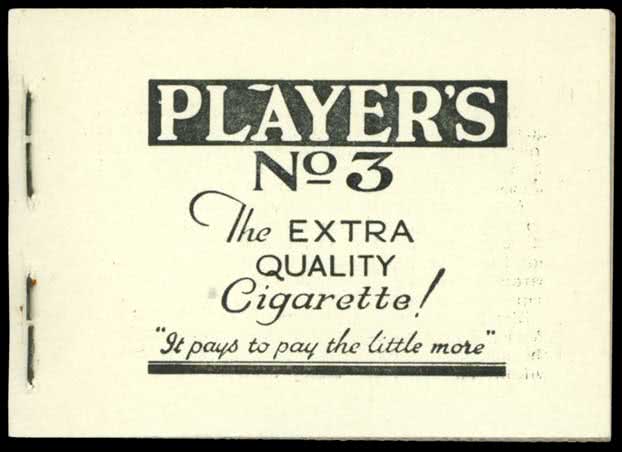 PLAYER'S
No 3
The EXTRA
QUALITY
Cigarette!
"It pays to pay the little more"